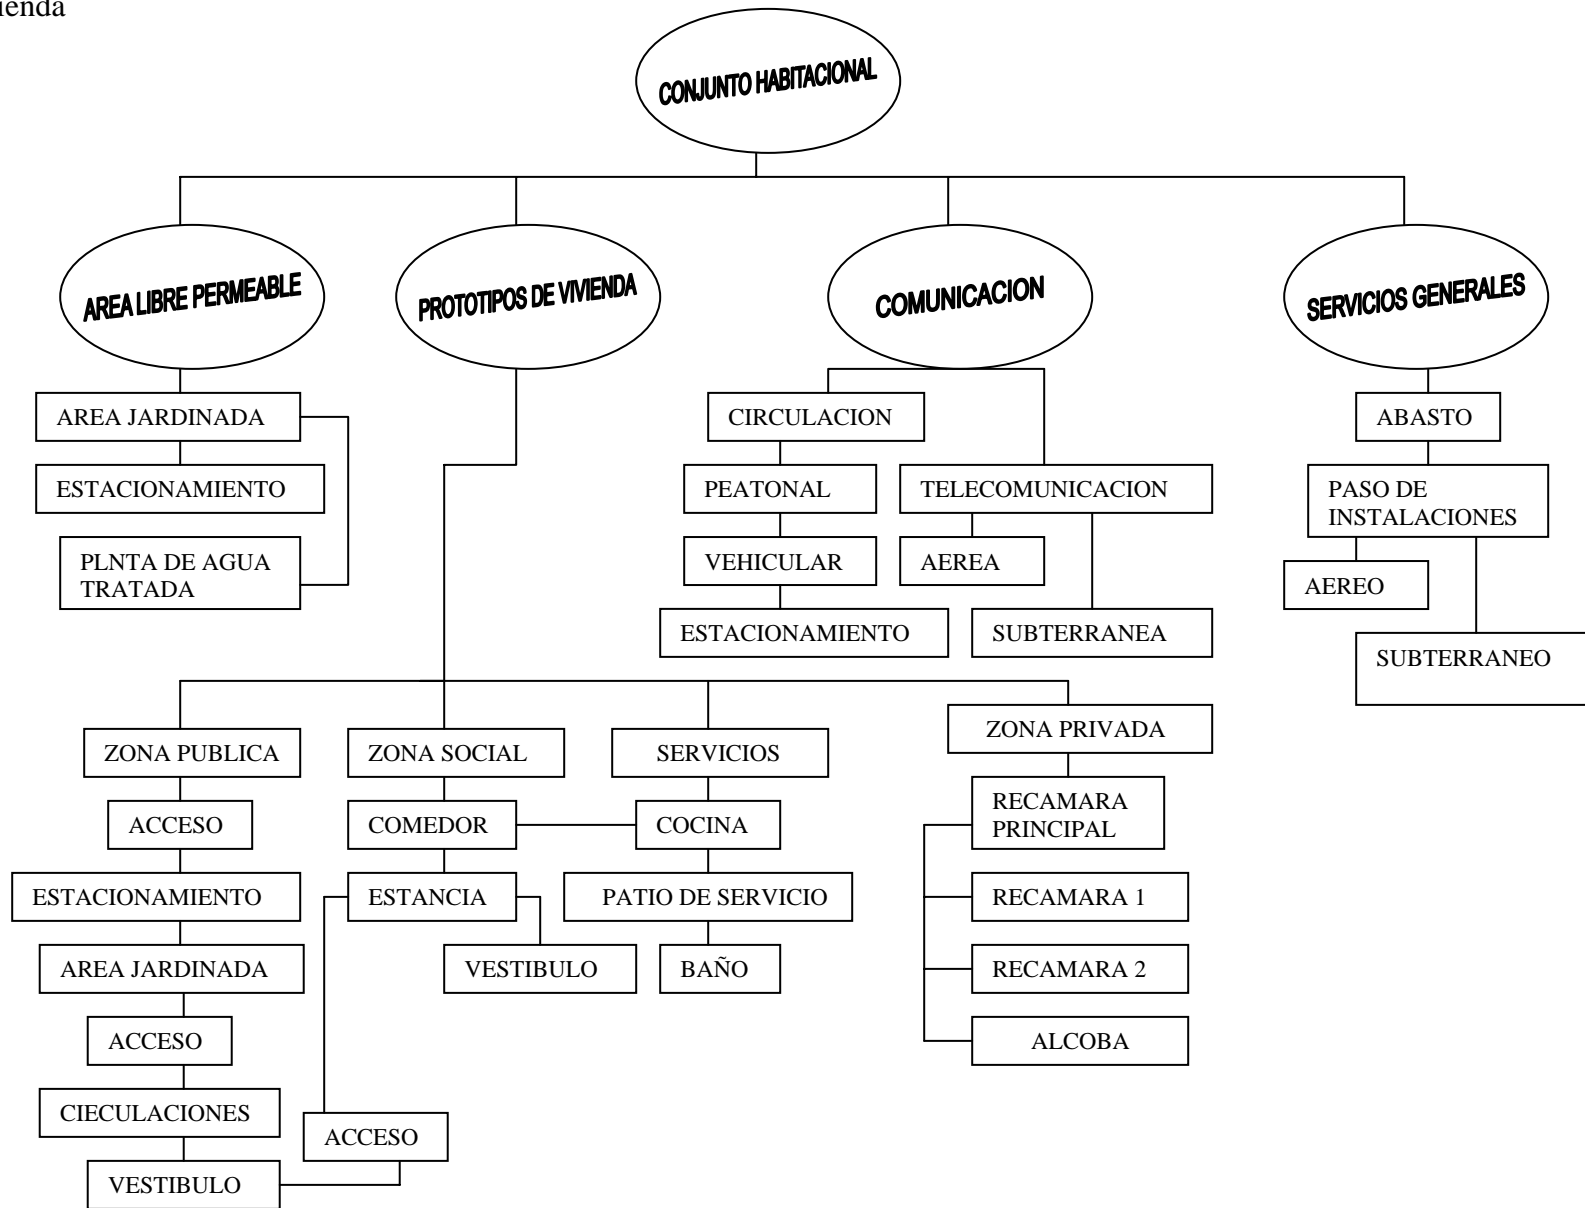 ienda
CONJUNTO HABITACIONAL
AREA LIBRE PERMEABLE
PROTOTIPOS DE VIVIENDA
COMUNICACION
SERVICIOS GENERALES
AREA JARDINADA
ESTACIONAMIENTO
PLNTA DE AGUA
TRATADA
CIRCULACION
PEATONAL
VEHICULAR
ESTACIONAMIENTO
TELECOMUNICACION
AEREA
SUBTERRANEA
ABASTO
PASO DE
INSTALACIONES
AEREO
SUBTERRANEO
ZONA PUBLICA
ACCESO
ESTACIONAMIENTO
AREA JARDINADA
ACCESO
CIECULACIONES
VESTIBULO
ZONA SOCIAL
COMEDOR
ESTANCIA
VESTIBULO
ACCESO
SERVICIOS
COCINA
PATIO DE SERVICIO
BAÑO
ZONA PRIVADA
RECAMARA
PRINCIPAL
RECAMARA 1
RECAMARA 2
ALCOBA